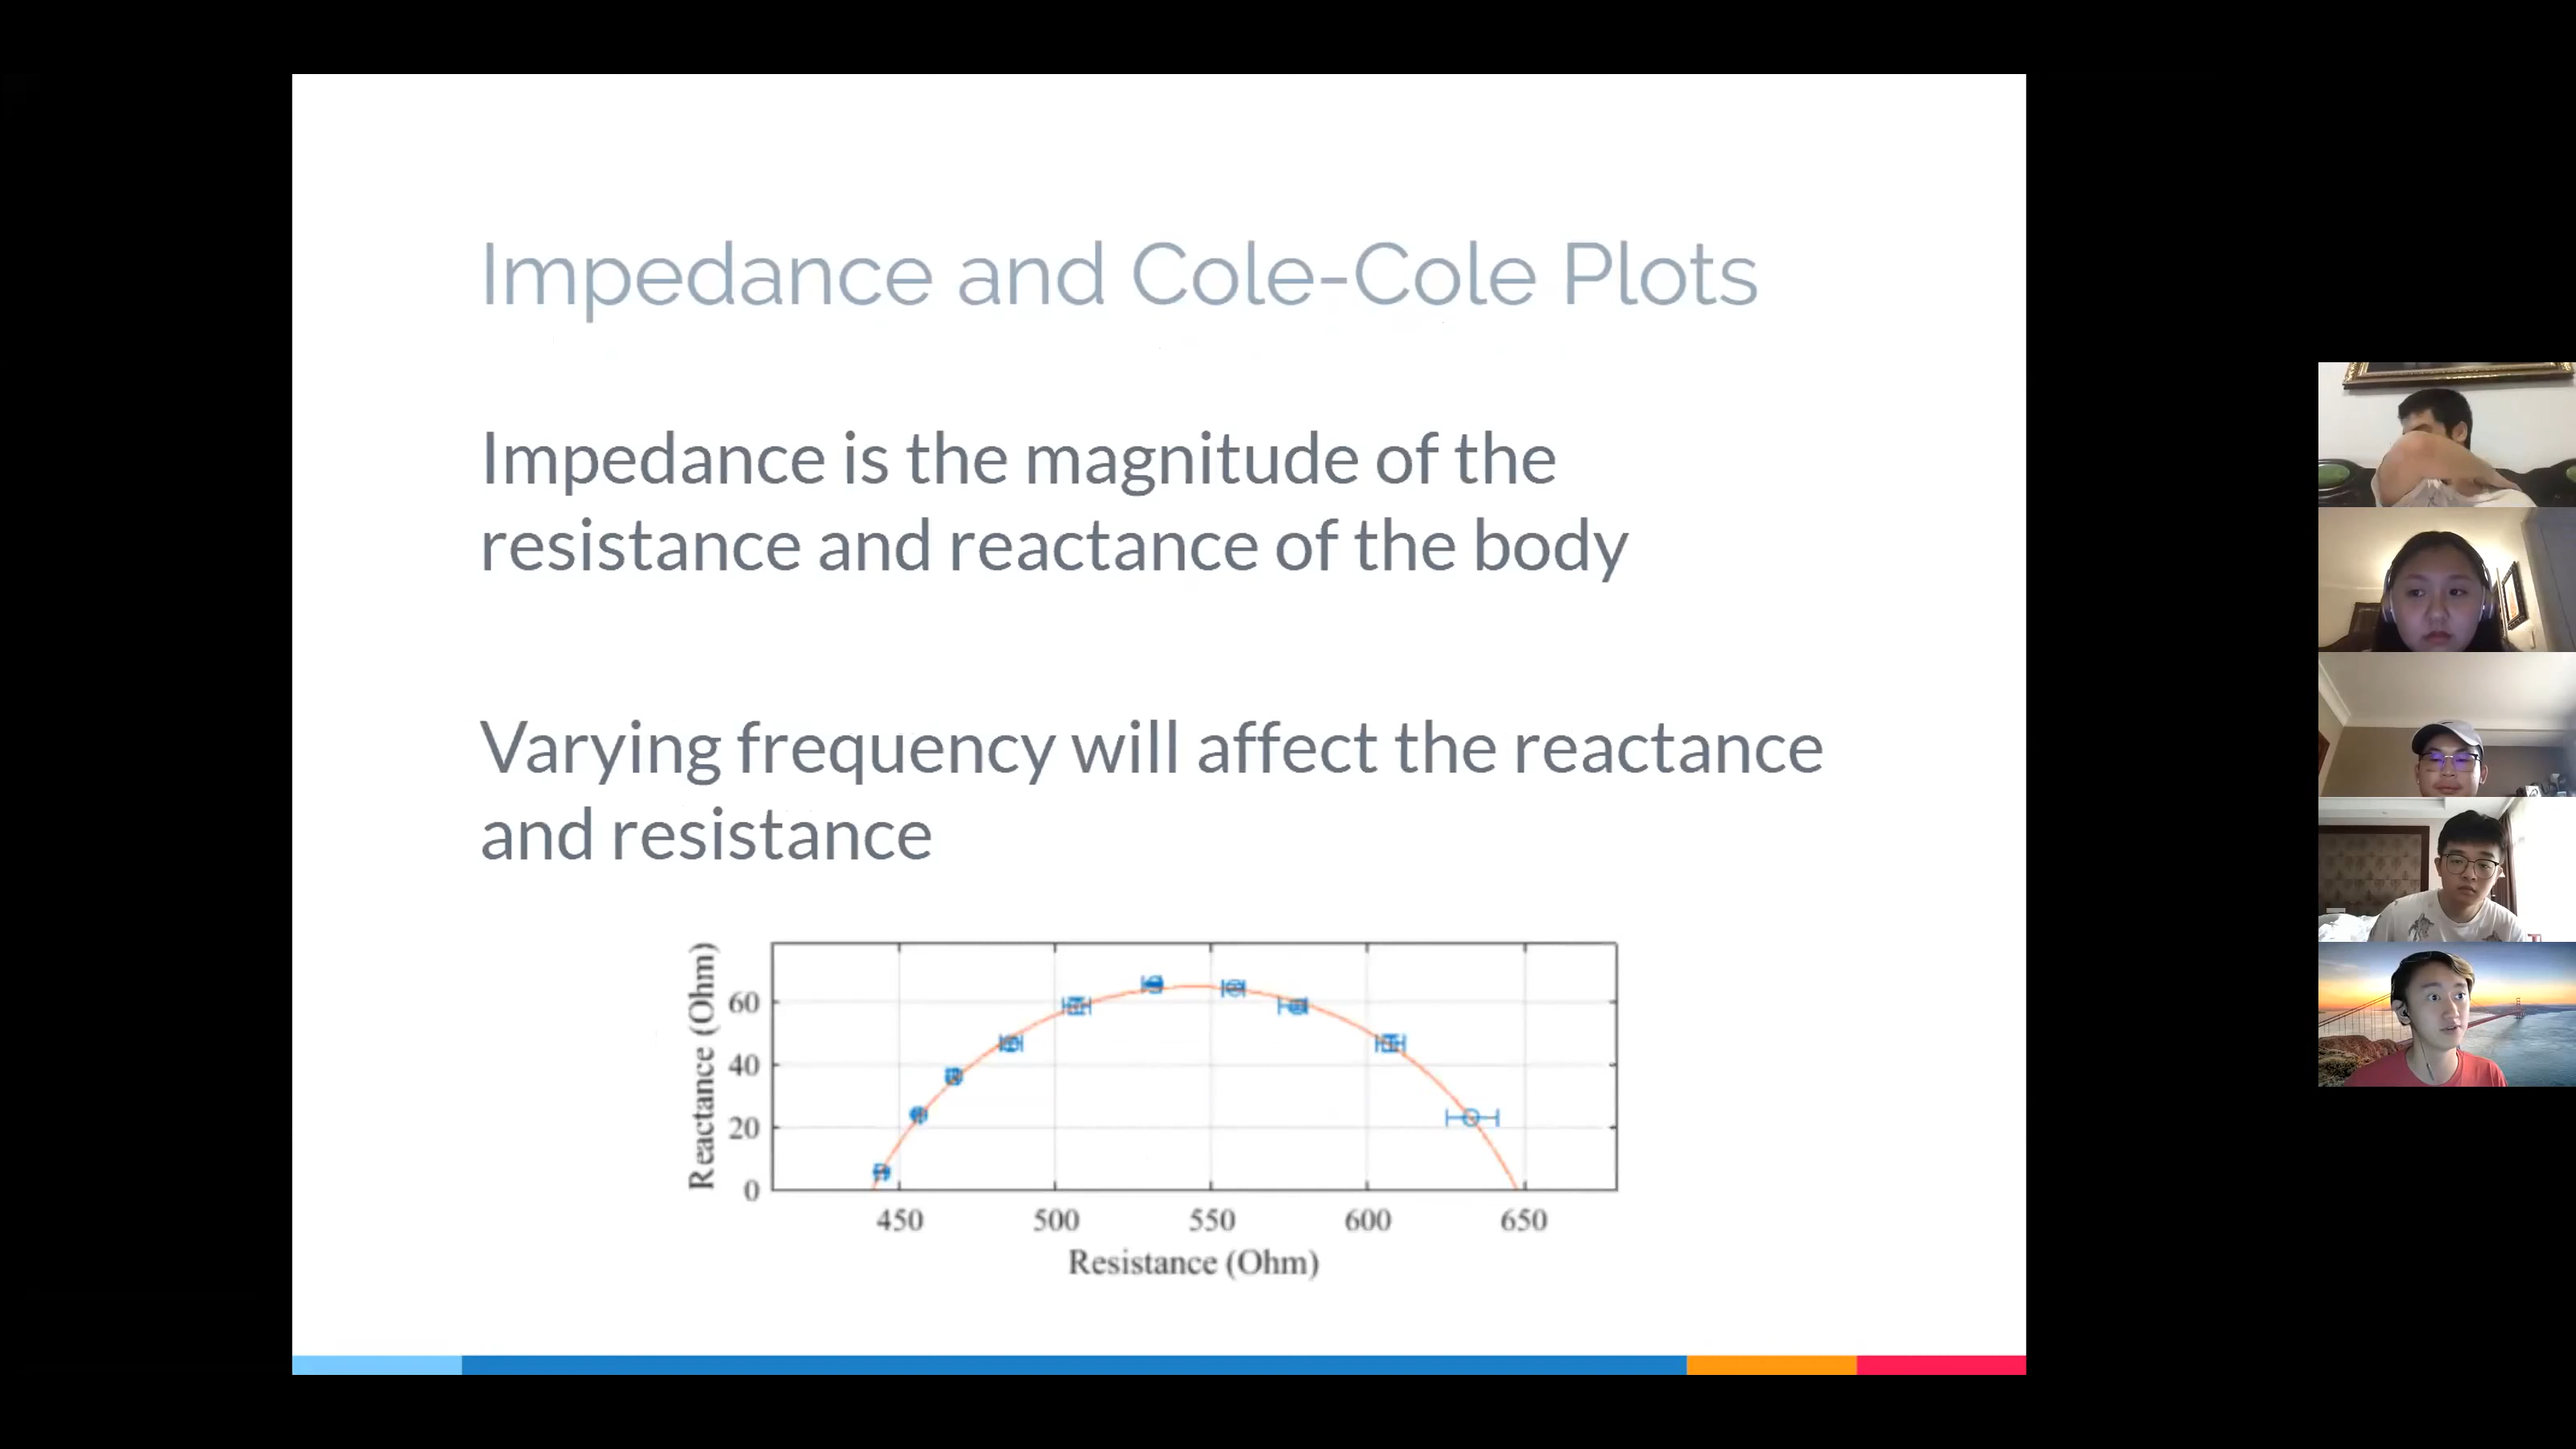 Impedance and Cole-Cole Plots
Impedance is the magnitude of the
resistance and reactance of the body
Varying frequency will affect the reactance
and resistance
Reactance (Ohm)
60
40
20
0
450 500 550 600 650
Resistance (Ohm)